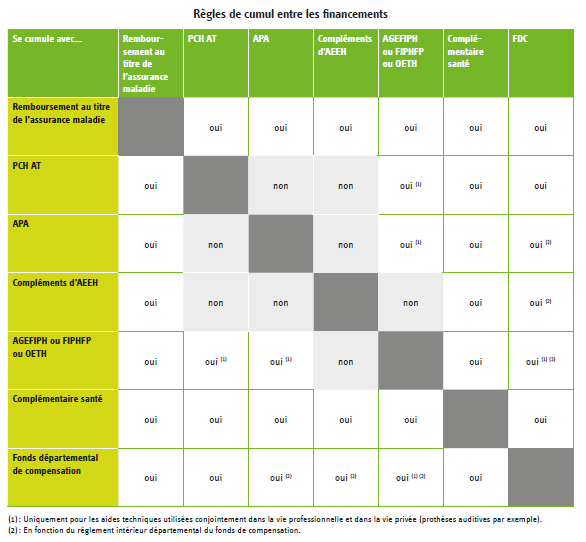 Règles de cumul entre les financements
Se cumule avec...
Rembour-
sement au
titre de
l'assurance
maladie
PCH AT
APA
Compléments
d'AEEH
AGEFIPH
ou FIPHFP
ou OETH
Complé-
mentaire
santé
FDC
Remboursement au titre
de l'assurance maladie
oui oui oui oui oui oui
PCH AT
oui non non oui (1) oui oui
APA
oui non non oui (1) oui oui (2)
Compléments d'AEEH
oui non non non oui oui (2)
AGEFIPH ou FIPHFP
ou OETH
oui oui (1) oui (1) non oui oui (1) (2)
Complémentaire santé
oui oui oui oui oui oui
Fonds départemental
de compensation
oui oui oui (2) oui (2) oui (1) (2) oui
(1) : Uniquement pour les aides techniques utilisées conjointement dans la vie professionnelle et dans la vie privée (prothèses auditives par exemple).
(2) : En fonction du règlement intérieur départemental du fonds de compensation.